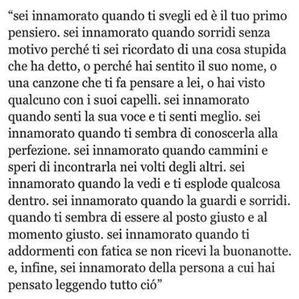 “sei innamorato quando ti svegli ed è il tuo primo
pensiero. sei innamorato quando sorridi senza
motivo perché ti sei ricordato di una cosa stupida
che ha detto, o perché hai sentito il suo nome, o
una canzone che ti fa pensare a lei, o hai visto
qualcuno con i suoi capelli. sei innamorato quando
senti la sua voce e ti senti meglio. sei
innamorato quando ti sembra di conoscerla alla
perfezione. sei innamorato quando cammini e
speri di incontrarla nei volti degli altri. sei
innamorato quando la vedi e ti esplode qualcosa
dentro. sei innamorato quando la guardi e sorridi.
quando ti sembra di essere al posto giusto e al
momento giusto. sei innamorato quando ti
addormenti con fatica se non ricevi la buonanotte.
e, infine, sei innamorato della persona a cui hai
pensato leggendo tutto ció”